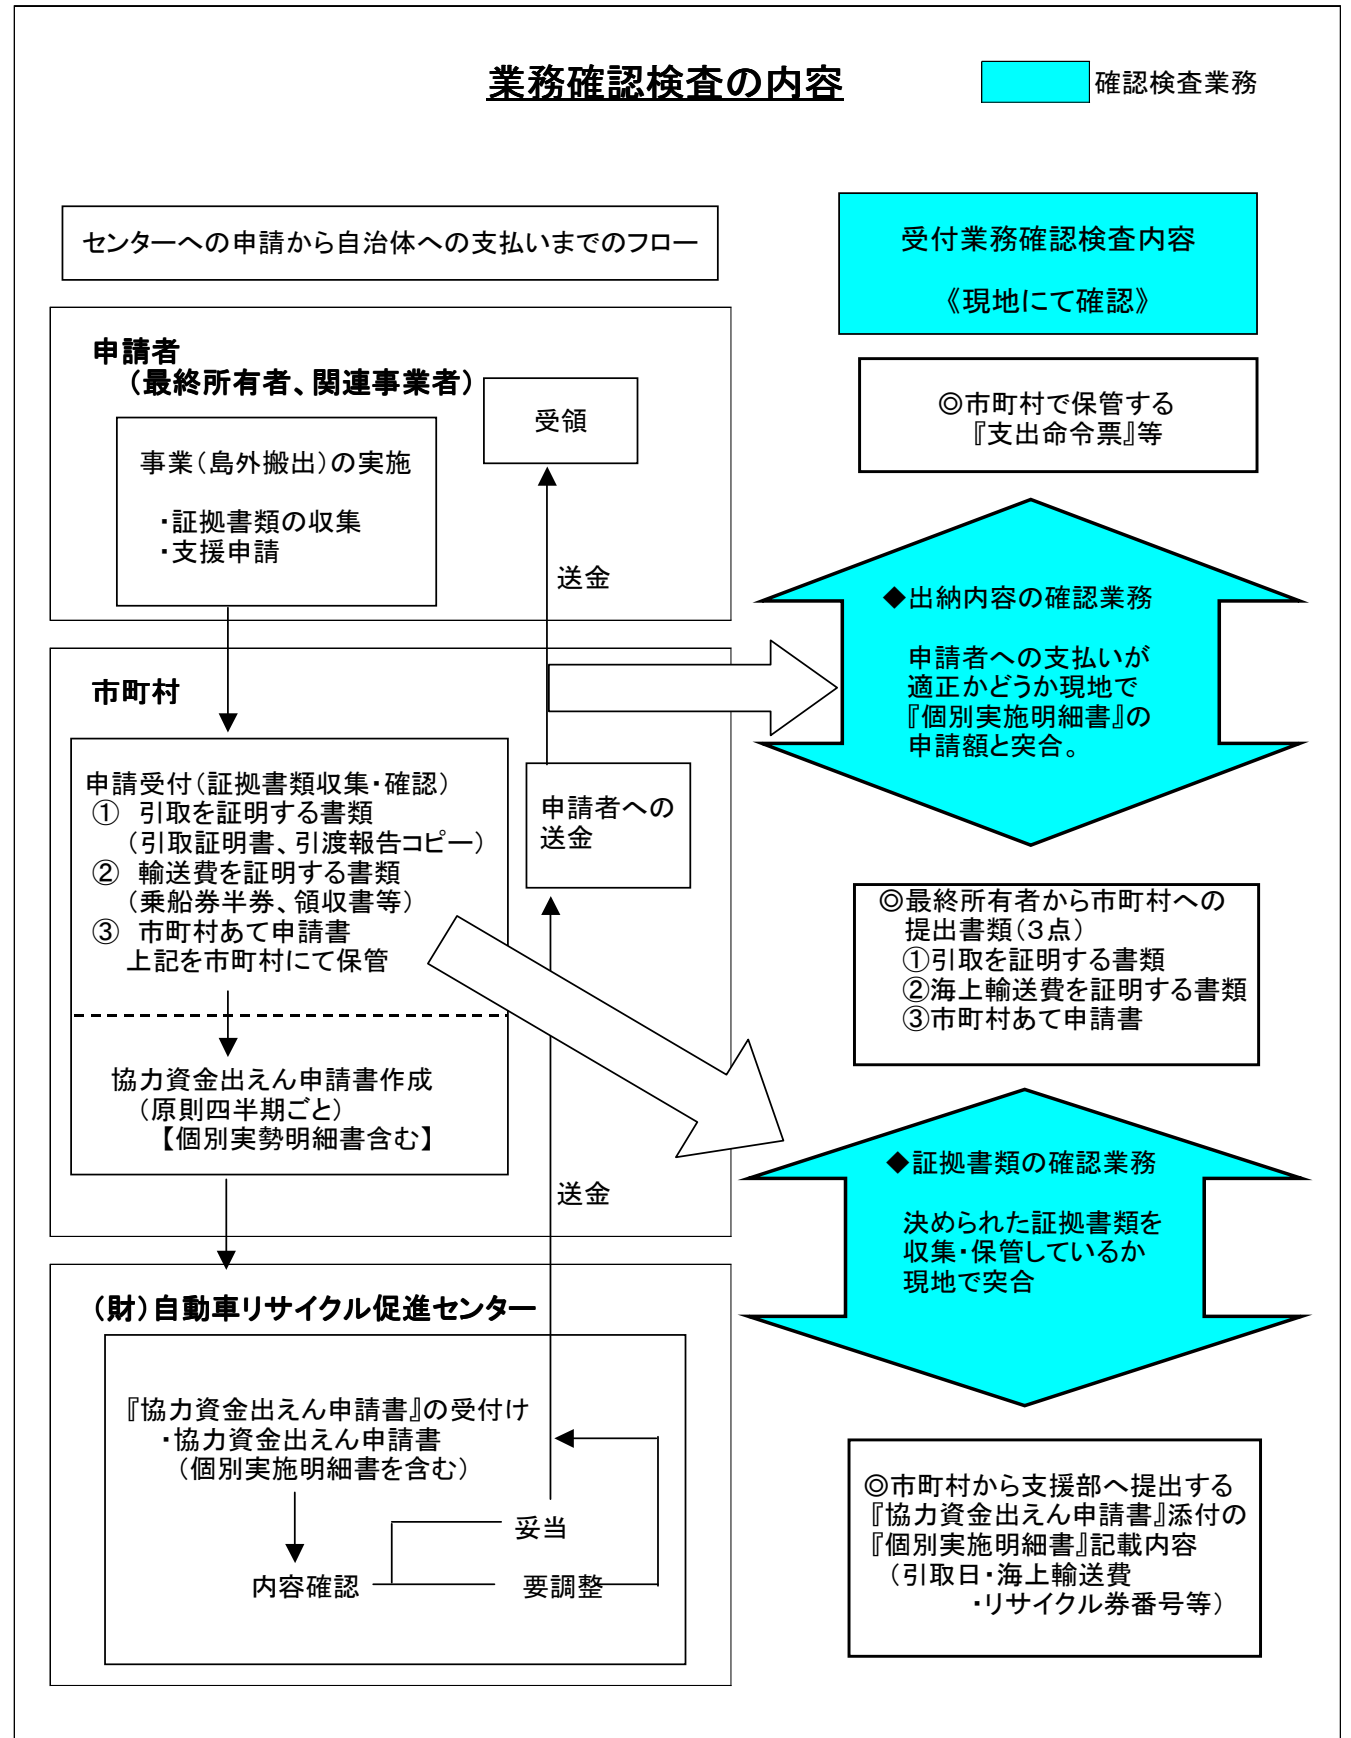 業務確認検査の内容
確認検査業務
センターへの申請から自治体への支払いまでのフロー
申請者
（最終所有者、関連事業者）
事業（島外搬出）の実施
・証拠書類の収集
・支援申請
受領
送金
市町村
申請受付（証拠書類収集・確認）
① 引取を証明する書類
（引取証明書、引渡報告コピー）
② 輸送費を証明する書類
（乗船券半券、領収書等）
③ 市町村あて申請書
上記を市町村にて保管
協力資金出えん申請書作成
（原則四半期ごと）
【個別実勢明細書含む】
申請者への
送金
送金
（財）自動車リサイクル促進センター
『協力資金出えん申請書』の受付け
・協力資金出えん申請書
（個別実施明細書を含む）
内容確認
妥当
要調整
受付業務確認検査内容
《現地にて確認》
◎市町村で保管する
『支出命令票』等
◆出納内容の確認業務
申請者への支払いが
適正かどうか現地で
『個別実施明細書』の
申請額と突合。
◎最終所有者から市町村への
提出書類（３点）
①引取を証明する書類
②海上輸送費を証明する書類
③市町村あて申請書
◆証拠書類の確認業務
決められた証拠書類を
収集・保管しているか
現地で突合
◎市町村から支援部へ提出する
『協力資金出えん申請書』添付の
『個別実施明細書』記載内容
（引取日・海上輸送費
・リサイクル券番号等）